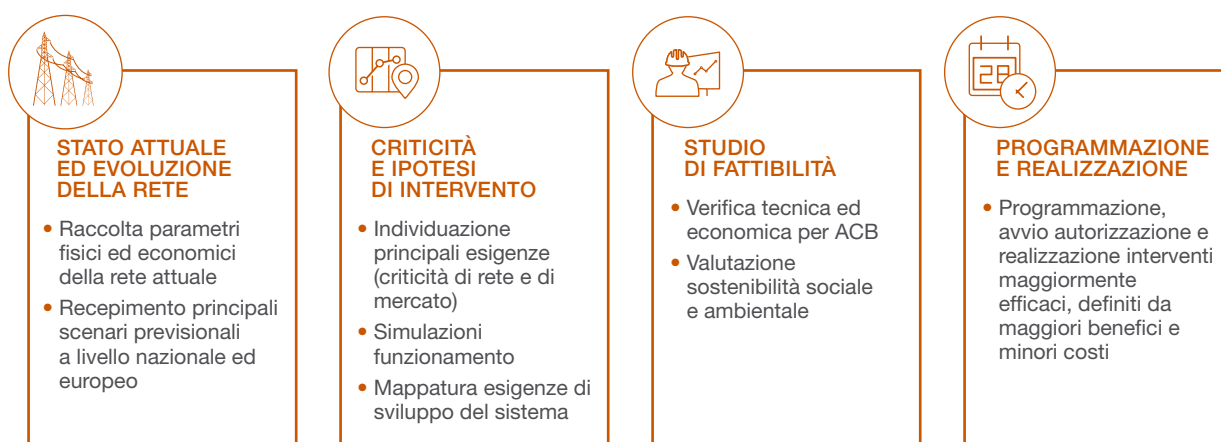 STATO ATTUALE
ED EVOLUZIONE
DELLA RETE
• Raccolta parametri
fisici ed economici
della rete attuale
• Recepimento principali
scenari previsionali
a livello nazionale ed
europeo
CRITICITÀ
E IPOTESI
DI INTERVENTO
• Individuazione
principali esigenze
(criticità di rete e di
mercato)
• Simulazioni
funzionamento
• Mappatura esigenze di
sviluppo del sistema
STUDIO
DI FATTIBILITÀ
• Verifica tecnica ed
economica per ACB
• Valutazione
sostenibilità sociale
e ambientale
28
PROGRAMMAZIONE
E REALIZZAZIONE
• Programmazione,
avvio autorizzazione e
realizzazione interventi
maggiormente
efficaci, definiti da
maggiori benefici e
minori costi